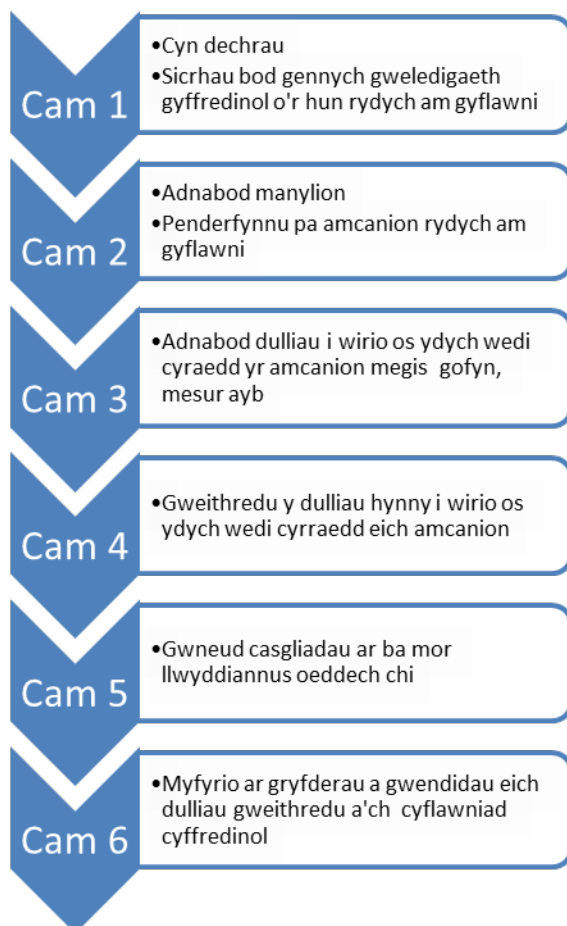 Cam 1
•Cyn dechrau
•Sicrhau bod gennych gweledigaeth
gyffredinol o'r hun rydych am gyflawni
Cam 2
•Adnabod manylion
•Penderfynnu pa amcanion rydych am
gyflawni
Cam 3
•Adnabod dulliau i wirio os ydych wedi
cyraedd yr amcanion megis gofyn,
mesur ayb
Cam 4
•Gweithredu y dulliau hynny i wirio os
ydych wedi cyrraedd eich amcanion
Cam 5
•Gwneud casgliadau ar ba mor
llwyddiannus oeddech chi
Cam 6
•Myfyrio ar gryfderau a gwendidau eich
dulliau gweithredu a'ch cyflawniad
cyffredinol